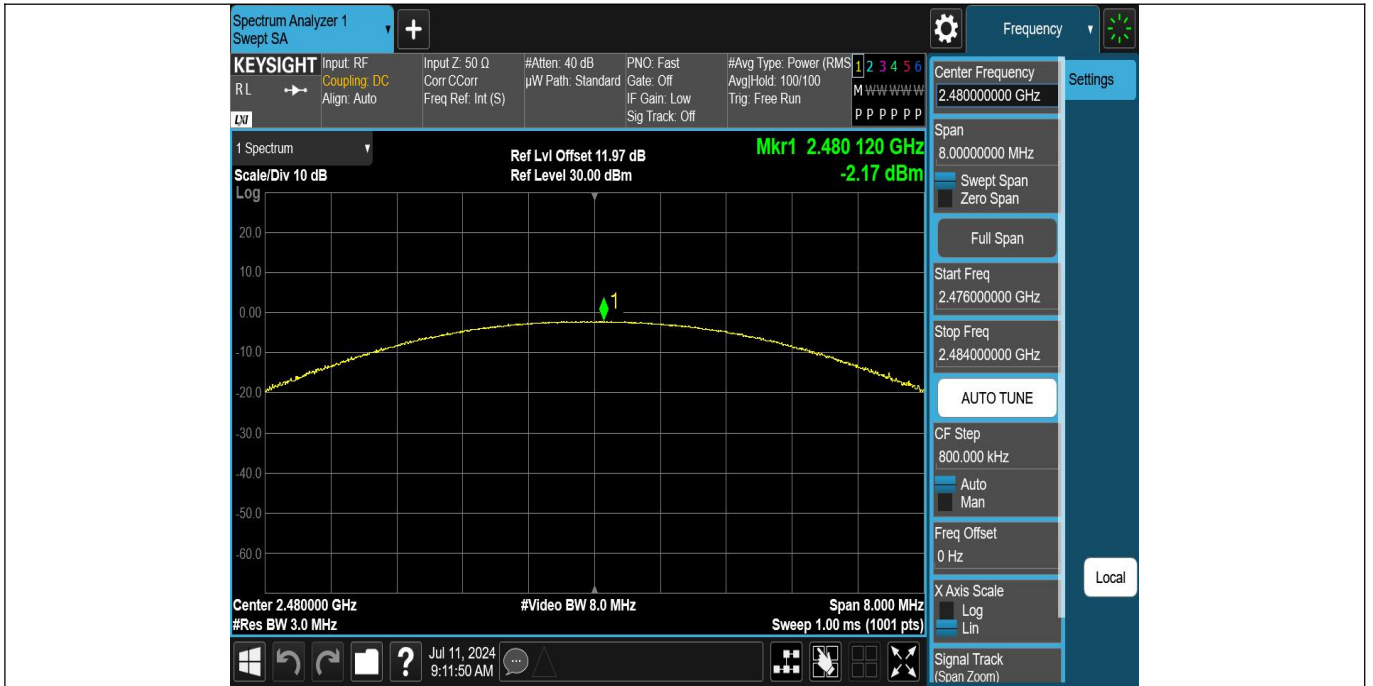 Spectrum Analyzer 1
Swept SA
+
Frequency
KEYSIGHT
R L
LXI
Input: RF
Coupling: DC
Align: Auto
Input Z: 50 Ω
Corr CCorr
Freq Ref: Int (S)
#Atten: 40 dB
µW Path: Standard
PNO: Fast
Gate: Off
IF Gain: Low
Sig Track: Off
#Avg Type: Power (RMS
Avg|Hold: 100/100
Trig: Free Run
1 2 3 4 5 6
M W W W W W
P P P P P P
1 Spectrum
Scale/Div 10 dB
Log
Ref Lvl Offset 11.97 dB
Ref Level 30.00 dBm
Mkr1 2.480 120 GHz
-2.17 dBm
20.0
10.0
0.00
-10.0
-20.0
-30.0
-40.0
-50.0
-60.0
1
Center 2.480000 GHz
#Res BW 3.0 MHz
#Video BW 8.0 MHz
Span 8.000 MHz
Sweep 1.00 ms (1001 pts)
Center Frequency
2.480000000 GHz
Settings
Span
8.00000000 MHz
Swept Span
Zero Span
Full Span
Start Freq
2.476000000 GHz
Stop Freq
2.484000000 GHz
AUTO TUNE
CF Step
800.000 kHz
Auto
Man
Freq Offset
0 Hz
X Axis Scale
Log
Lin
Local
Signal Track
(Span Zoom)
?
Jul 11, 2024
9:11:50 AM